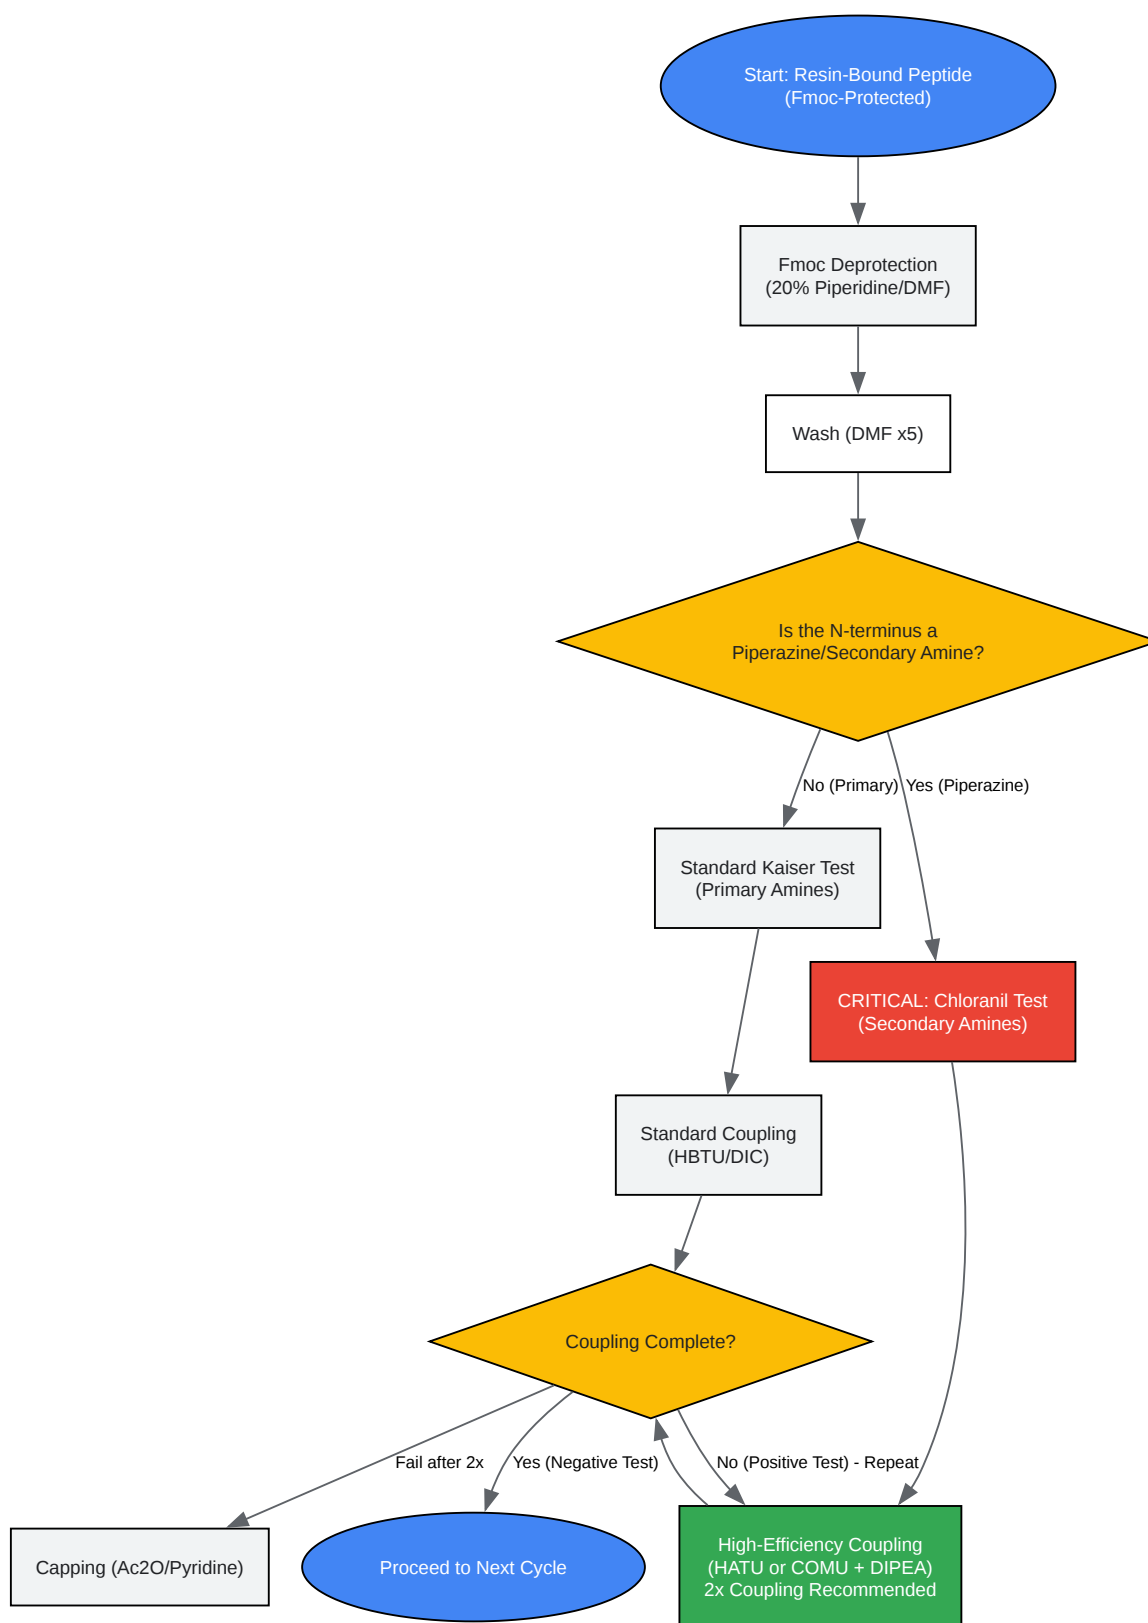 Start: Resin-Bound Peptide
(Fmoc-Protected)
Fmoc Deprotection
(20% Piperidine/DMF)
Wash (DMF x5)
Is the N-terminus a
Piperazine/Secondary Amine?
No (Primary)
Yes (Piperazine)
Standard Kaiser Test
(Primary Amines)
CRITICAL: Chloranil Test
(Secondary Amines)
Standard Coupling
(HBTU/DIC)
Coupling Complete?
Fail after 2x
Yes (Negative Test)
No (Positive Test) - Repeat
Capping (Ac2O/Pyridine)
Proceed to Next Cycle
High-Efficiency Coupling
(HATU or COMU + DIPEA)
2x Coupling Recommended